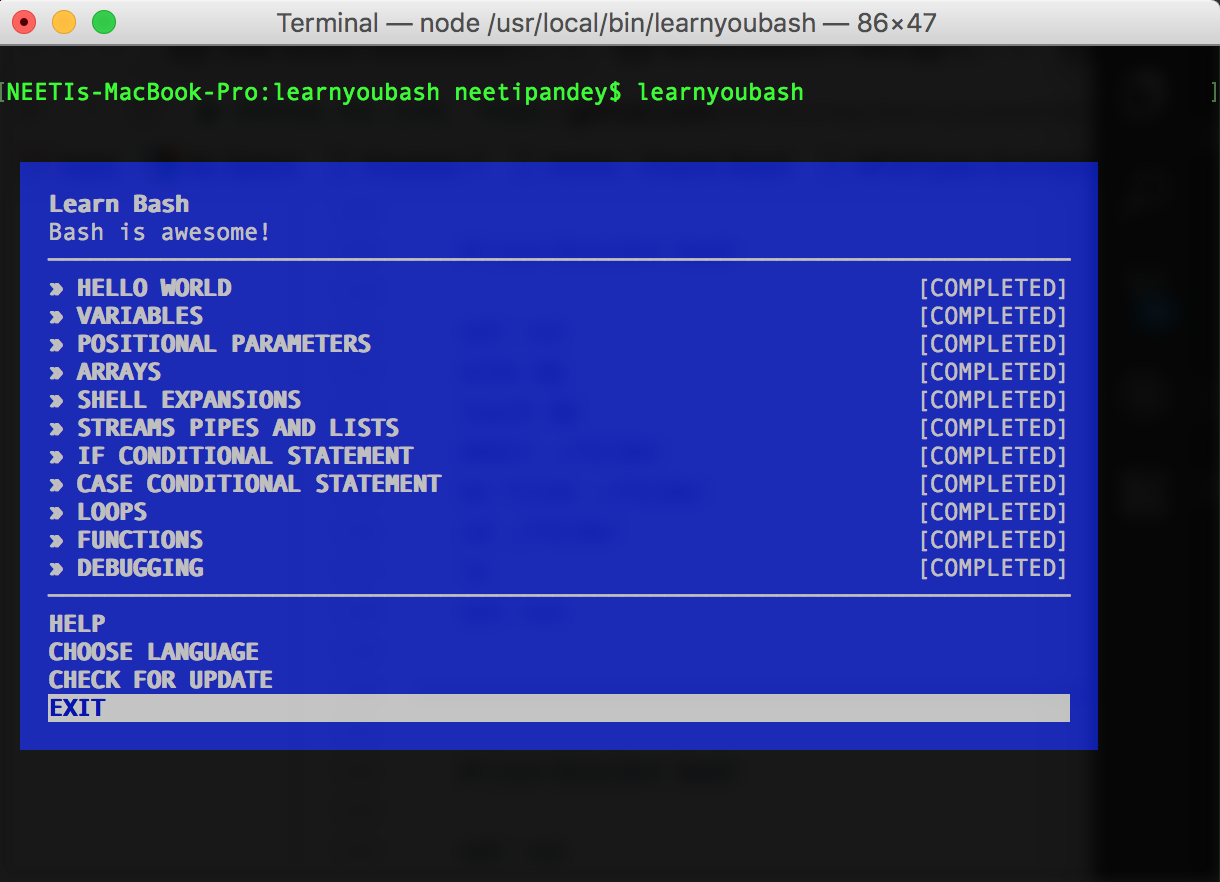 Terminal — node /usr/local/bin/learnyoubash — 86×47
[NEETIs-MacBook-Pro:learnyoubash neetipandey$ learnyoubash ]
Learn Bash
Bash is awesome!
» HELLO WORLD [COMPLETED]
» VARIABLES [COMPLETED]
» POSITIONAL PARAMETERS [COMPLETED]
» ARRAYS [COMPLETED]
» SHELL EXPANSIONS [COMPLETED]
» STREAMS PIPES AND LISTS [COMPLETED]
» IF CONDITIONAL STATEMENT [COMPLETED]
» CASE CONDITIONAL STATEMENT [COMPLETED]
» LOOPS [COMPLETED]
» FUNCTIONS [COMPLETED]
» DEBUGGING [COMPLETED]
HELP
CHOOSE LANGUAGE
CHECK FOR UPDATE
EXIT